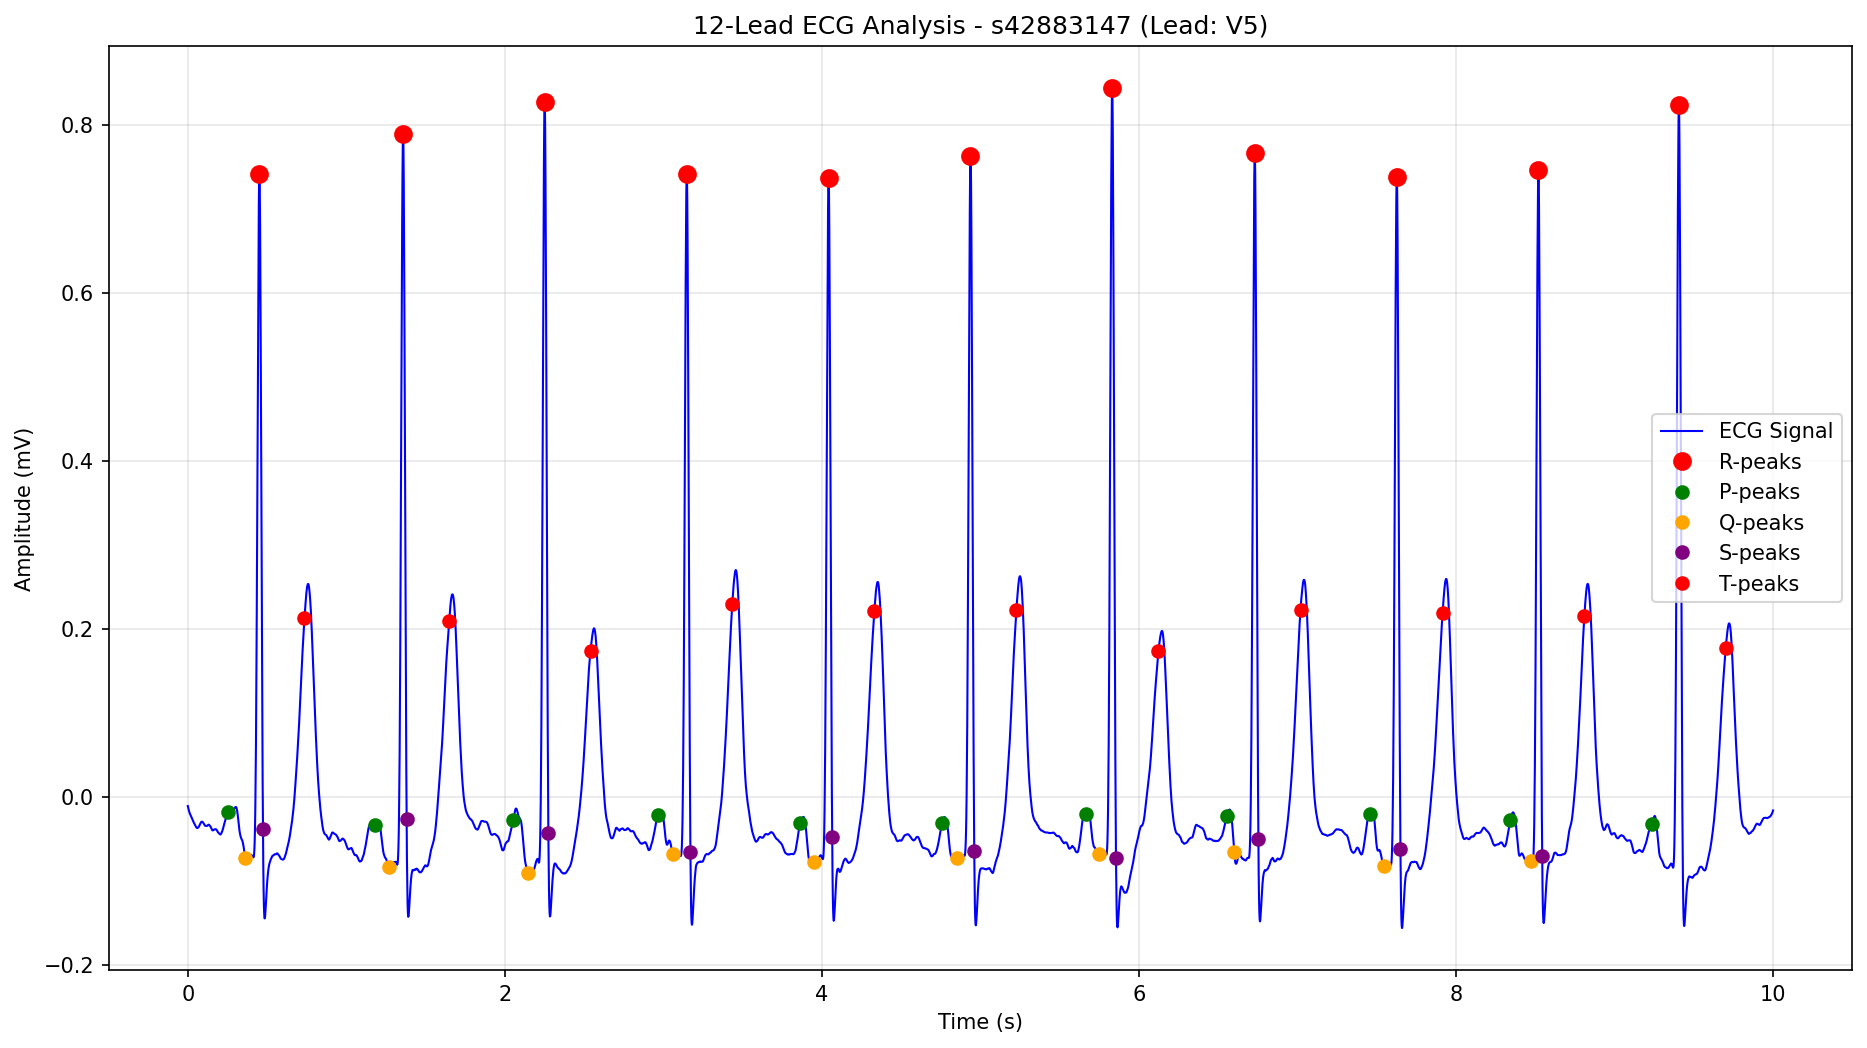 12-Lead ECG Analysis - s42883147 (Lead: V5)
Amplitude (mV)
0.8
0.6
0.4
0.2
0.0
−0.2
ECG Signal
R-peaks
P-peaks
Q-peaks
S-peaks
T-peaks
0 2 4 6 8 10
Time (s)